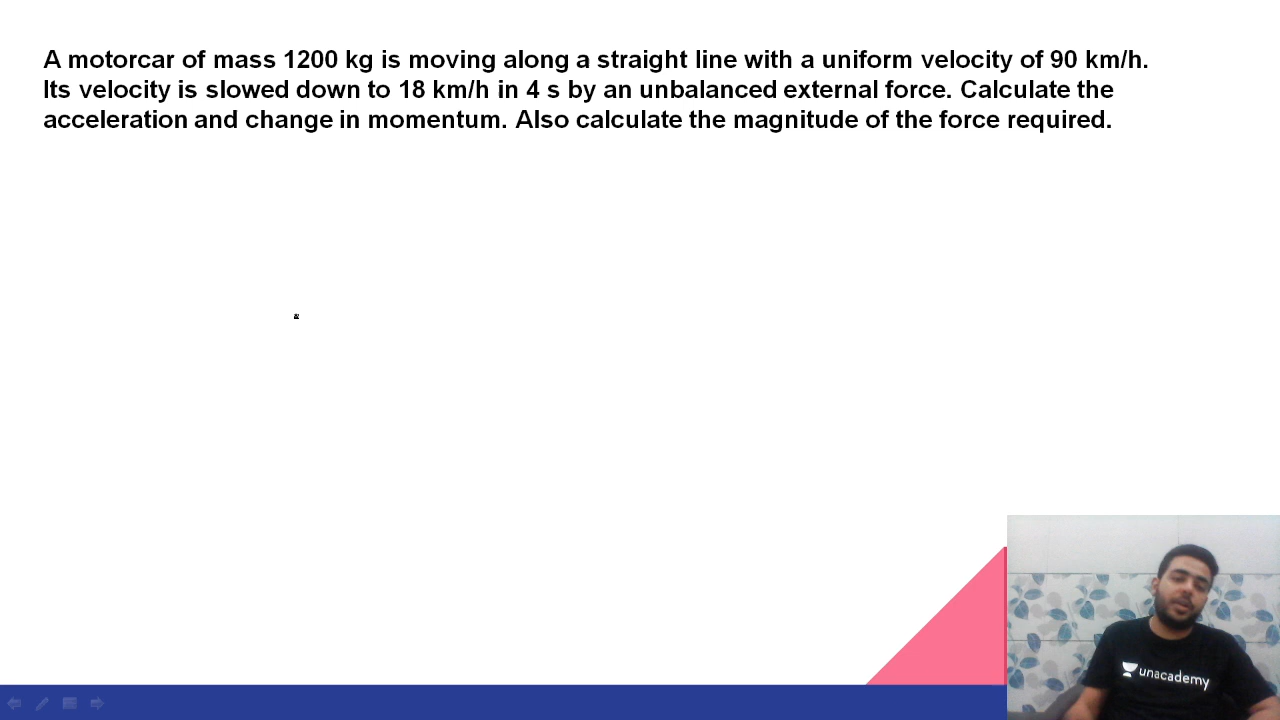 A motorcar of mass 1200 kg is moving along a straight line with a uniform velocity of 90 km/h.
Its velocity is slowed down to 18 km/h in 4 s by an unbalanced external force. Calculate the
acceleration and change in momentum. Also calculate the magnitude of the force required.
unacademy